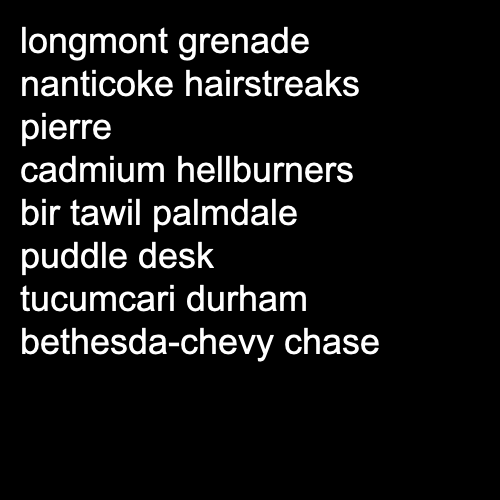 longmont grenade
nanticoke hairstreaks
pierre
cadmium hellburners
bir tawil palmdale
puddle desk
tucumcari durham
bethesda-chevy chase